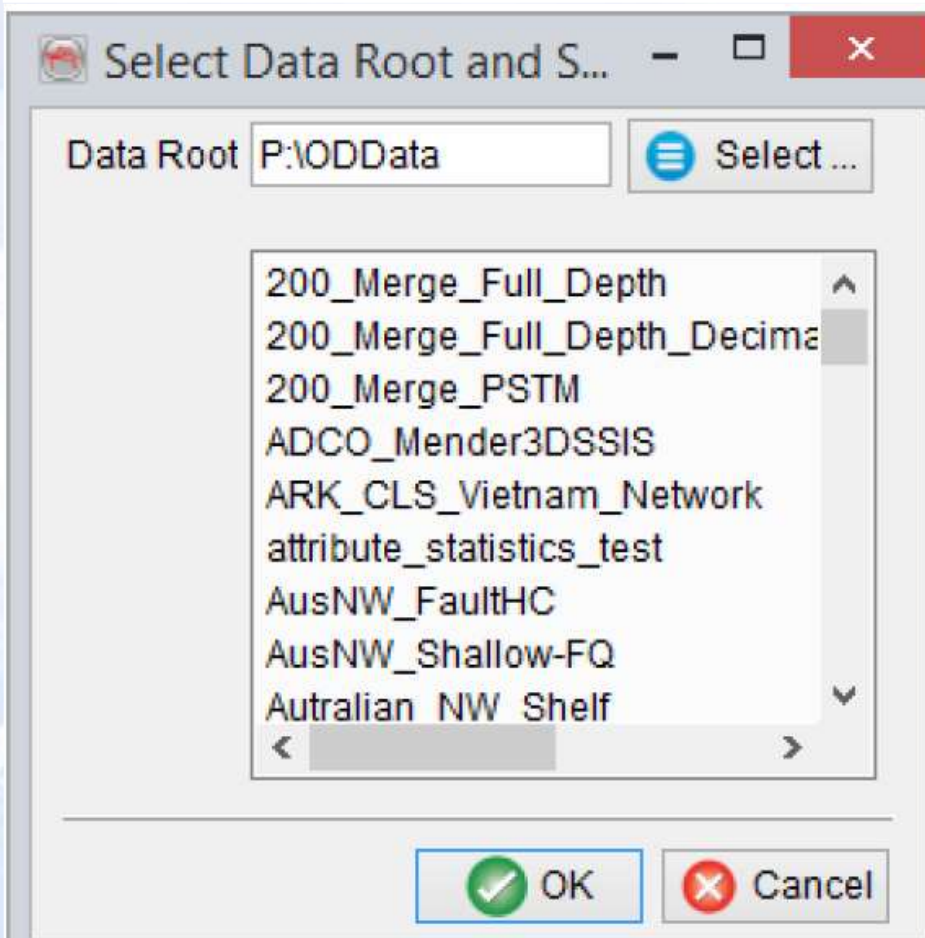 Select Data Root and S...
Data Root P:\ODData Select ...
200_Merge_Full_Depth
200_Merge_Full_Depth_Decima
200_Merge_PSTM
ADCO_Mender3DSSIS
ARK_CLS_Vietnam_Network
attribute_statistics_test
AusNW_FaultHC
AusNW_Shallow-FQ
Autralian_NW_Shelf
OK Cancel